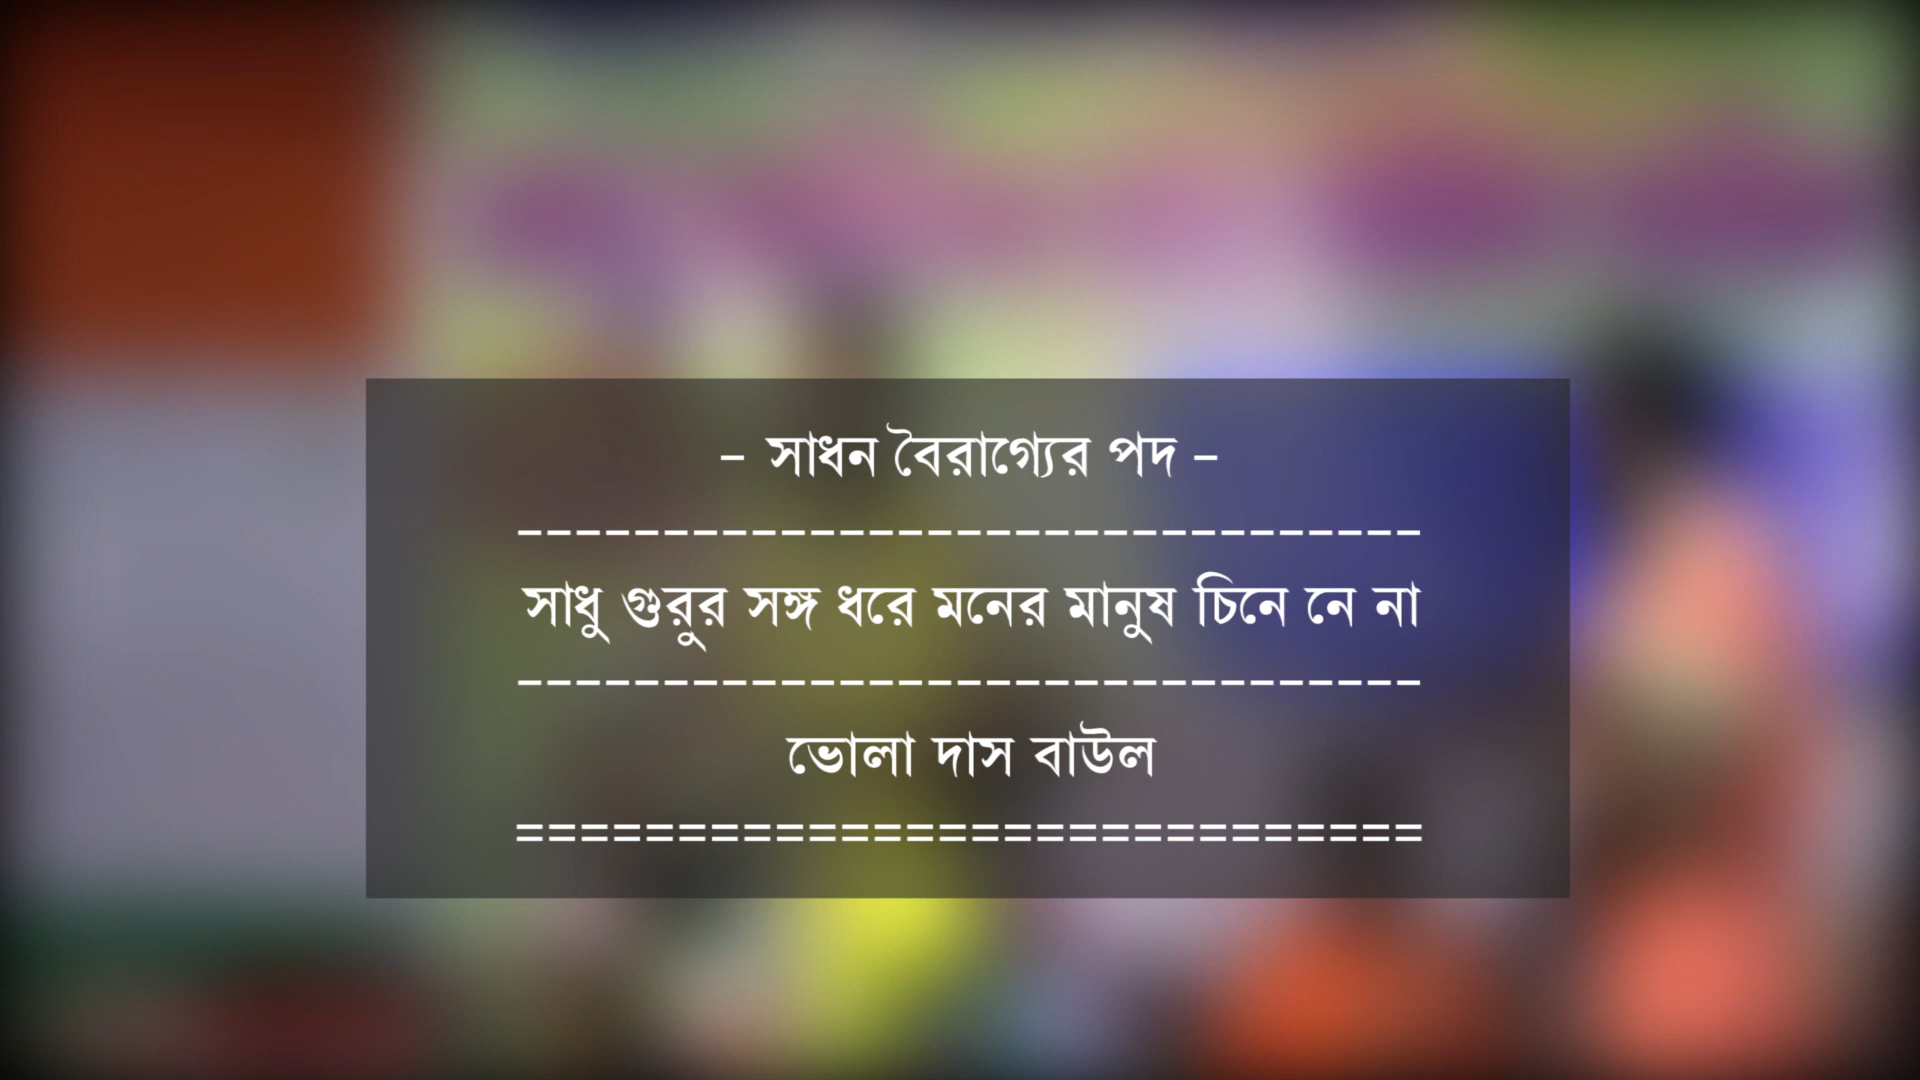 – সাধন বৈরাগ্যের পদ –
-------------------------------
সাধু গুরুর সঙ্গ ধরে মনের মানুষ চিনে নে না
-------------------------------
ভোলা দাস বাউল
============================